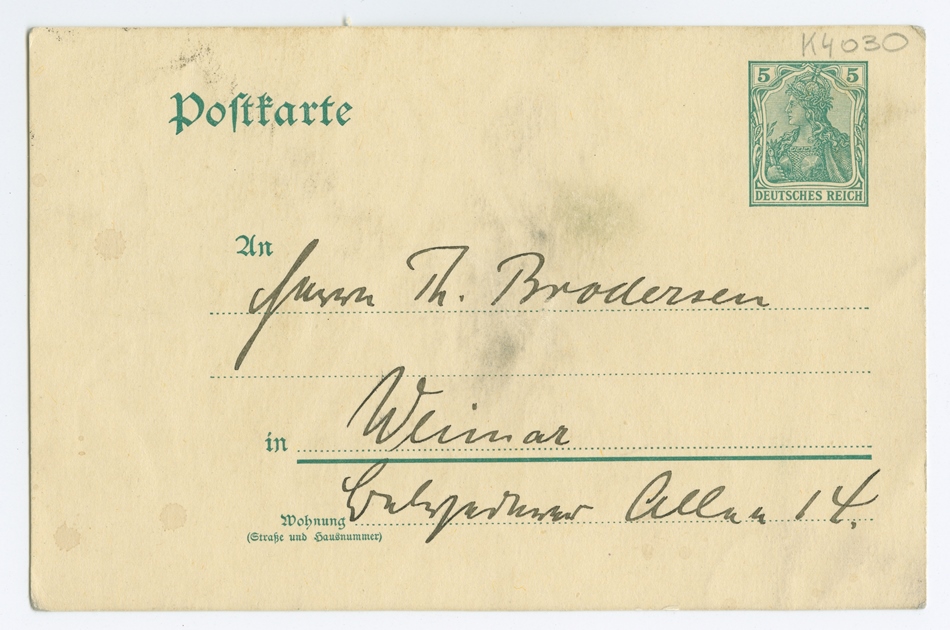 K4030
5 5
DEUTSCHES REICH
Postkarte
An
Herrn Th. Brodersen
in Weimar
Belvederer Allee 14.
Wohnung
(Straße und Hausnummer)